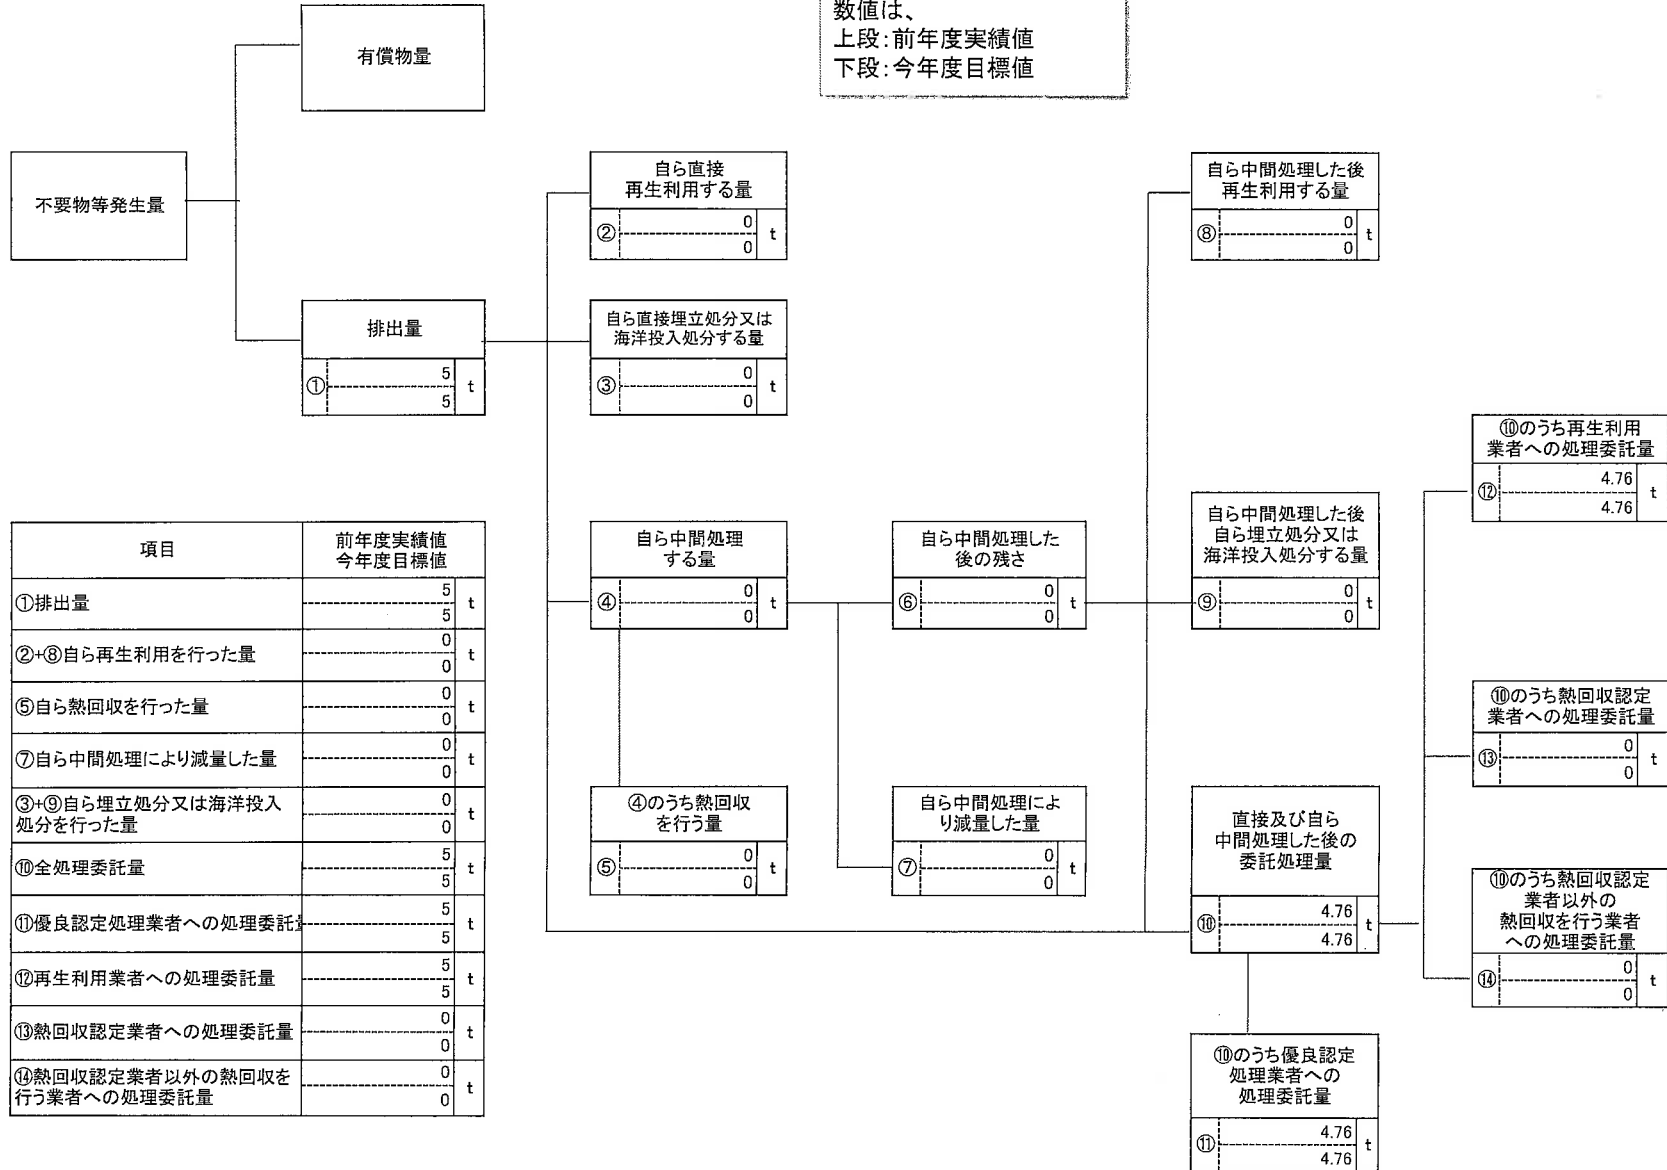 数値は、
上段:前年度実績値
下段:今年度目標値
有償物量
不要物等発生量
排出量
①
5
5
t
自ら直接
再生利用する量
②
0
0
t
自ら直接埋立処分又は
海洋投入処分する量
③
0
0
t
自ら中間処理
する量
④
0
0
t
④のうち熱回収
を行う量
⑤
0
0
t
自ら中間処理した
後の残さ
⑥
0
0
t
自ら中間処理によ
り減量した量
⑦
0
0
t
自ら中間処理した後
再生利用する量
⑧
0
0
t
自ら中間処理した後
自ら埋立処分又は
海洋投入処分する量
⑨
0
0
t
直接及び自ら
中間処理した後の
委託処理量
⑩
4.76
4.76
t
⑩のうち優良認定
処理業者への
処理委託量
⑪
4.76
4.76
t
⑩のうち再生利用
業者への処理委託量
⑫
4.76
4.76
t
⑩のうち熱回収認定
業者への処理委託量
⑬
0
0
t
⑩のうち熱回収認定
業者以外の
熱回収を行う業者
への処理委託量
⑭
0
0
t
項目
前年度実績値
今年度目標値
①排出量
5
5
t
②+⑧自ら再生利用を行った量
0
0
t
⑤自ら熱回収を行った量
0
0
t
⑦自ら中間処理により減量した量
0
0
t
③+⑨自ら埋立処分又は海洋投入
処分を行った量
0
0
t
⑩全処理委託量
5
5
t
⑪優良認定処理業者への処理委託
5
5
t
⑫再生利用業者への処理委託量
5
5
t
⑬熱回収認定業者への処理委託量
0
0
t
⑭熱回収認定業者以外の熱回収を
行う業者への処理委託量
0
0
t